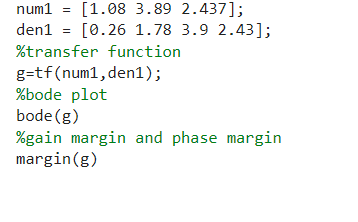 num1 = [1.08 3.89 2.437];
den1 = [0.26 1.78 3.9 2.43];
%transfer function
g=tf(num1,den1);
%bode plot
bode(g)
%gain margin and phase margin
margin(g)